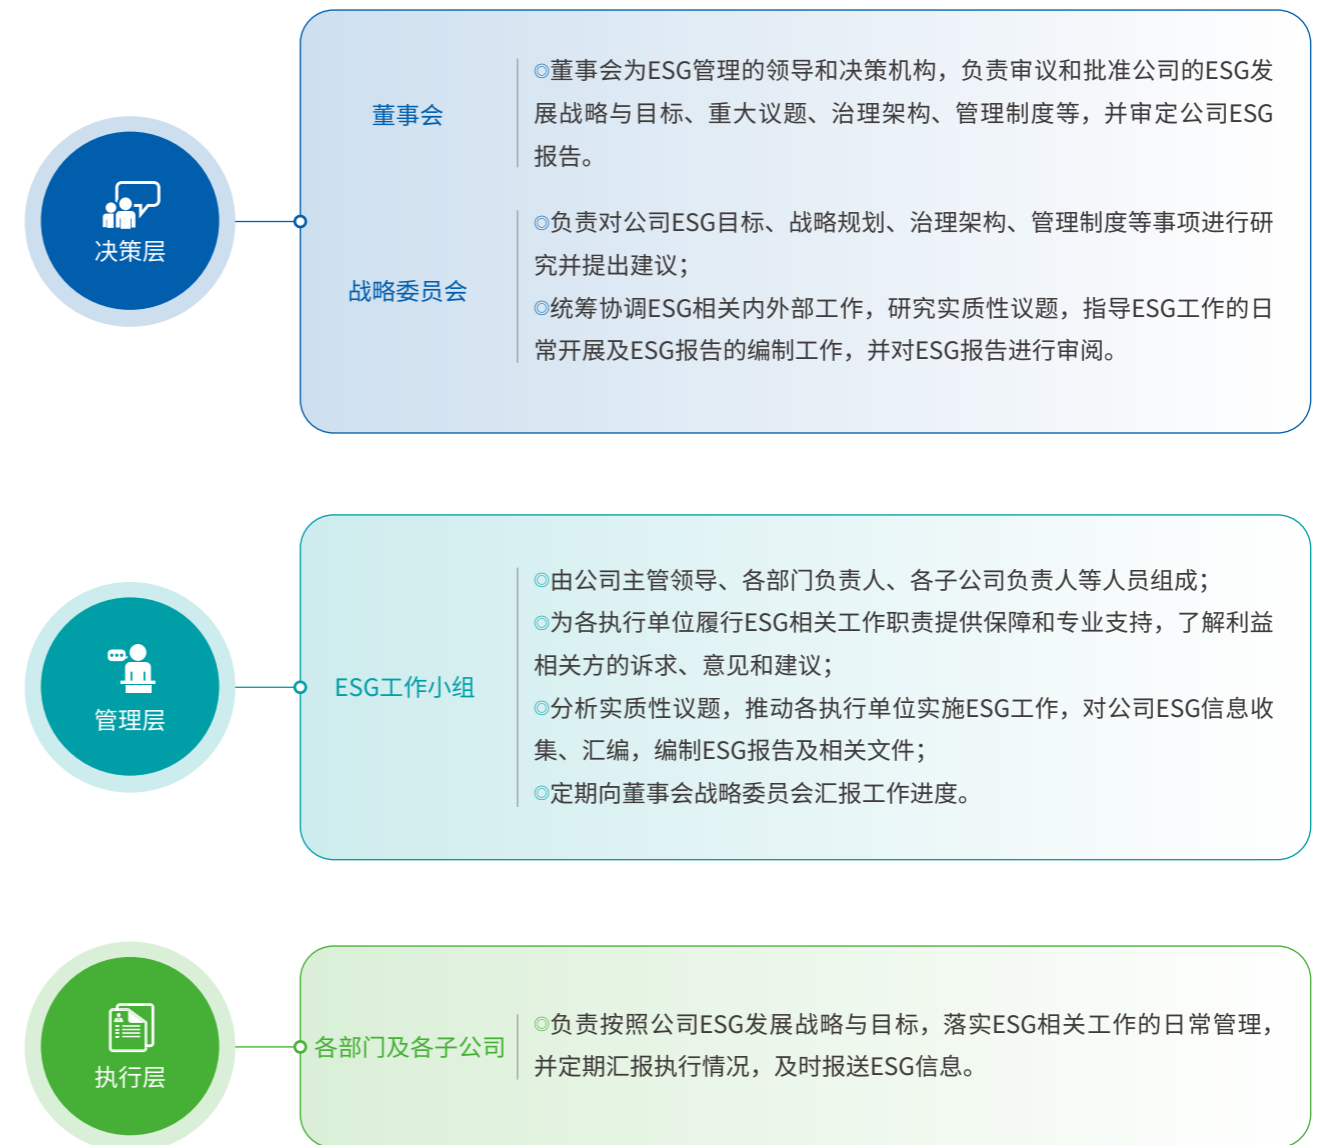 决策层
董事会
◎董事会为ESG管理的领导和决策机构，负责审议和批准公司的ESG发
展战略与目标、重大议题、治理架构、管理制度等，并审定公司ESG
报告。
战略委员会
◎负责对公司ESG目标、战略规划、治理架构、管理制度等事项进行研
究并提出建议；
◎统筹协调ESG相关内外部工作，研究实质性议题，指导ESG工作的日
常开展及ESG报告的编制工作，并对ESG报告进行审阅。
管理层
ESG工作小组
◎由公司主管领导、各部门负责人、各子公司负责人等人员组成；
◎为各执行单位履行ESG相关工作职责提供保障和专业支持，了解利益
相关方的诉求、意见和建议；
◎分析实质性议题，推动各执行单位实施ESG工作，对公司ESG信息收
集、汇编，编制ESG报告及相关文件；
◎定期向董事会战略委员会汇报工作进度。
执行层
各部门及各子公司
◎负责按照公司ESG发展战略与目标，落实ESG相关工作的日常管理，
并定期汇报执行情况，及时报送ESG信息。